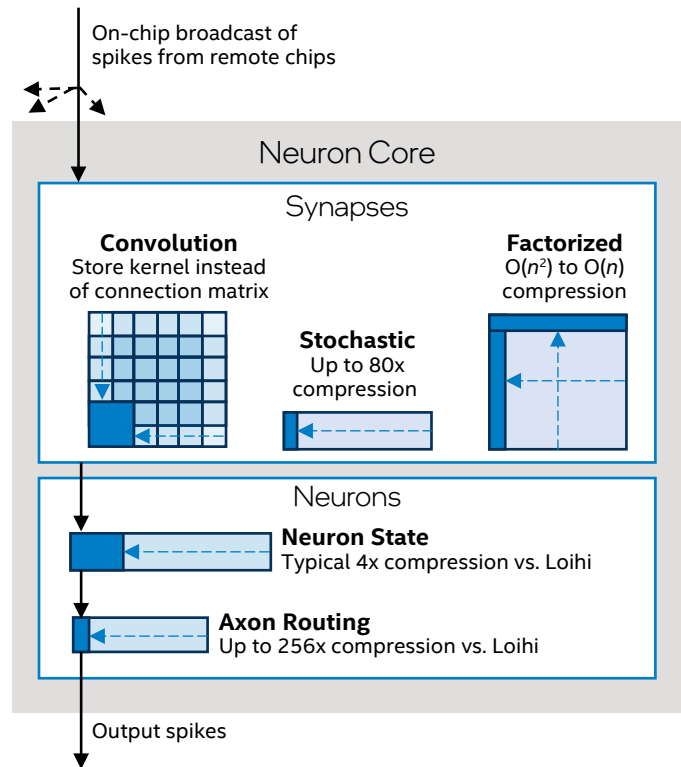 On-chip broadcast of
spikes from remote chips
Neuron Core
Synapses
Convolution
Store kernel instead
of connection matrix
Stochastic
Up to 80x
compression
Factorized
O(n²) to O(n)
compression
Neurons
Neuron State
Typical 4x compression vs. Loihi
Axon Routing
Up to 256x compression vs. Loihi
Output spikes